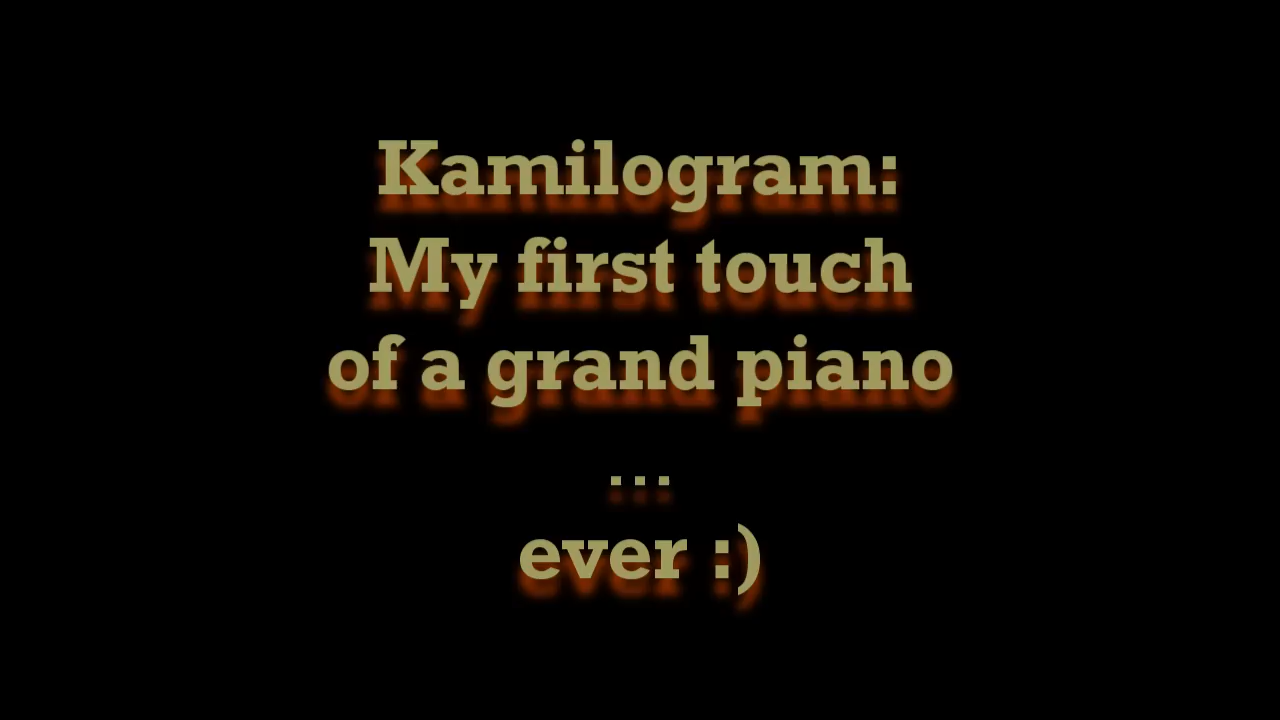 Kamilogram:
My first touch
of a grand piano
...
ever :)